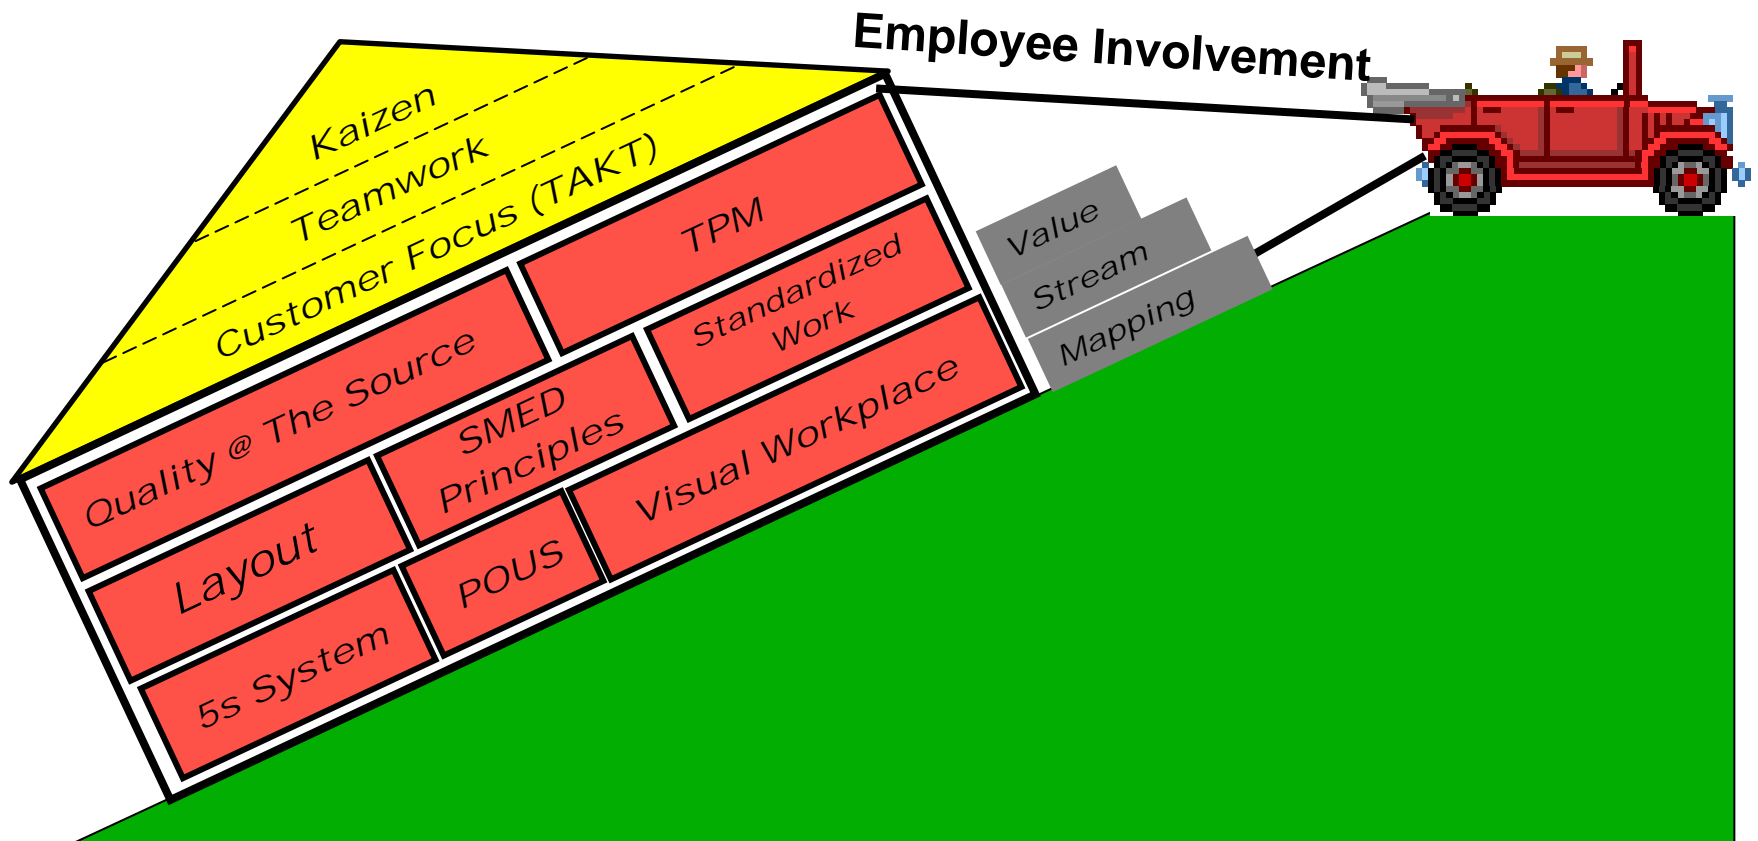 Employee Involvement
Kaizen
Teamwork
Customer Focus (TAKT)
Quality @ The Source
TPM
Layout
SMED
Principles
Standardized
Work
5s System
POUS
Visual Workplace
Value
Stream
Mapping